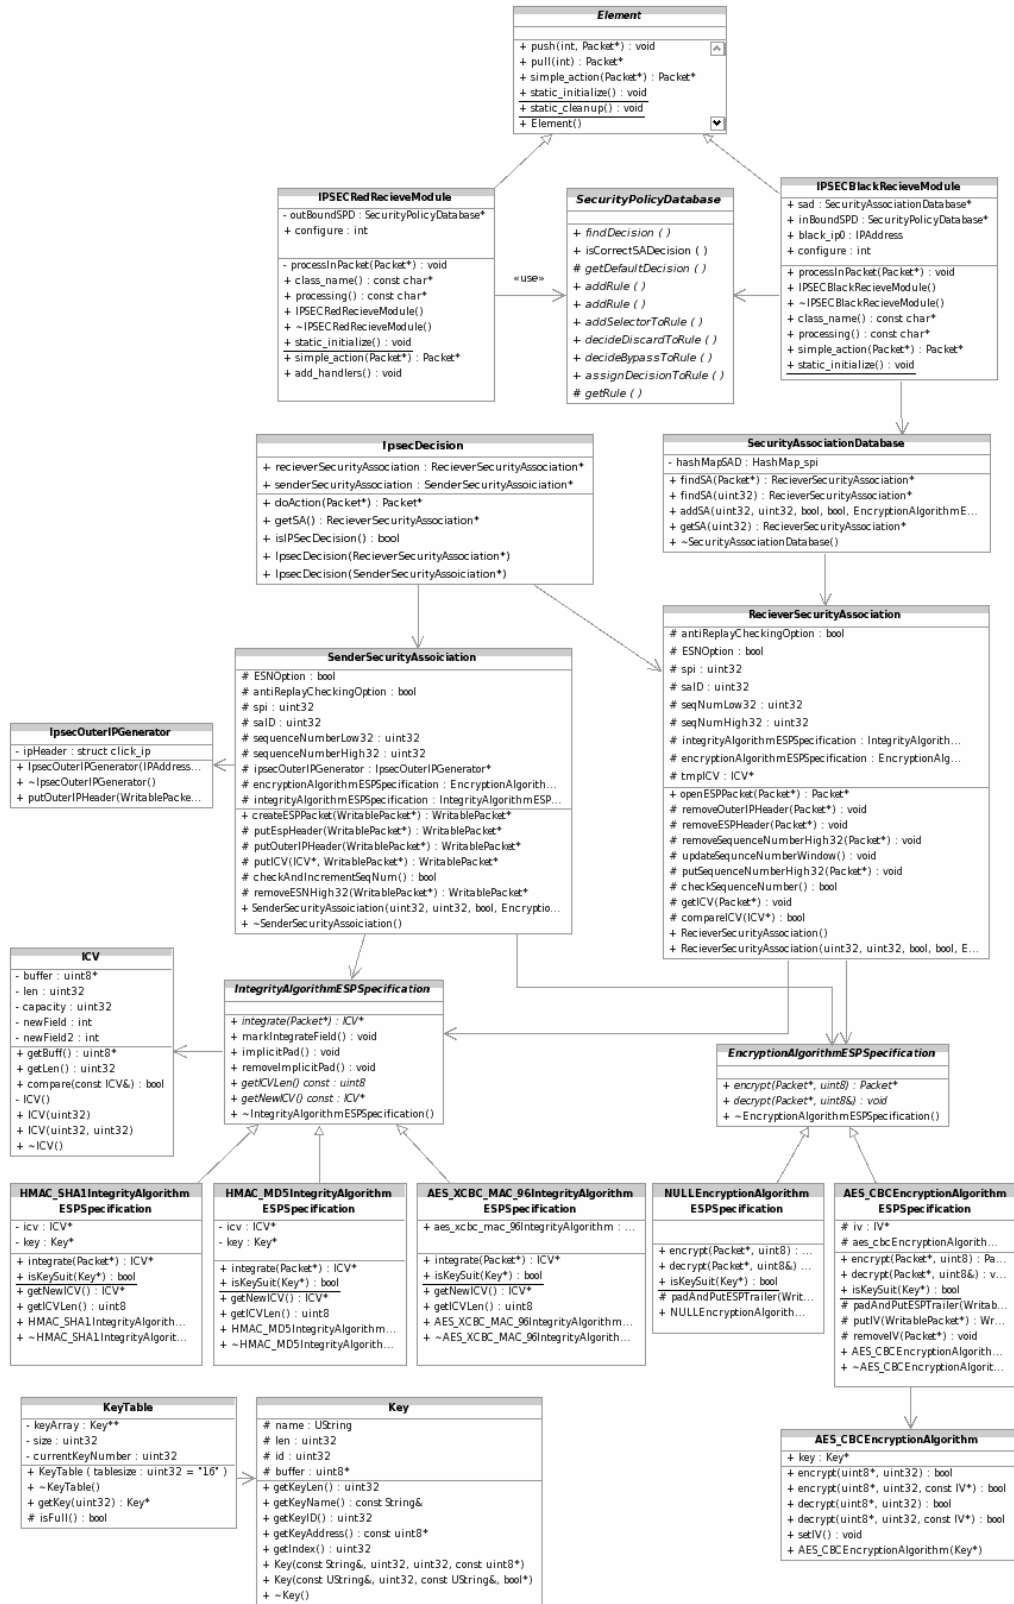 Element
+ push(int, Packet*) : void
+ pull(int) : Packet*
+ simple_action(Packet*) : Packet*
+ static_initialize() : void
+ static_cleanup() : void
+ Element()
IPSECRedRecieveModule
- outBoundSPD : SecurityPolicyDatabase*
+ configure : int
- processInPacket(Packet*) : void
+ class_name() : const char*
+ processing() : const char*
+ IPSECRedRecieveModule()
+ ~IPSECRedRecieveModule()
+ static_initialize() : void
+ simple_action(Packet*) : Packet*
+ add_handlers() : void
«use»
SecurityPolicyDatabase
+ findDecision ( )
+ isCorrectSADecision ( )
# getDefaultDecision ( )
+ addRule ( )
+ addRule ( )
+ addSelectorToRule ( )
+ decideDiscardToRule ( )
+ decideBypassToRule ( )
+ assignDecisionToRule ( )
# getRule ( )
IPSECBlackRecieveModule
+ sad : SecurityAssociationDatabase*
+ inBoundSPD : SecurityPolicyDatabase*
+ black_ip0 : IPAddress
+ configure : int
+ processInPacket(Packet*) : void
+ IPSECBlackRecieveModule()
+ ~IPSECBlackRecieveModule()
+ class_name() : const char*
+ processing() : const char*
+ simple_action(Packet*) : Packet*
+ static_initialize() : void
IpsecDecision
+ recieverSecurityAssociation : RecieverSecurityAssociation*
+ senderSecurityAssociation : SenderSecurityAssoiciation*
+ doAction(Packet*) : Packet*
+ getSA() : RecieverSecurityAssociation*
+ isIPSecDecision() : bool
+ IpsecDecision(RecieverSecurityAssociation*)
+ IpsecDecision(SenderSecurityAssoiciation*)
SecurityAssociationDatabase
- hashMapSAD : HashMap_spi
+ findSA(Packet*) : RecieverSecurityAssociation*
+ findSA(uint32) : RecieverSecurityAssociation*
+ addSA(uint32, uint32, bool, bool, EncryptionAlgorithmE...
+ getSA(uint32) : RecieverSecurityAssociation*
+ ~SecurityAssociationDatabase()
RecieverSecurityAssociation
# antiReplayCheckingOption : bool
# ESNOption : bool
# spi : uint32
# saID : uint32
# seqNumLow32 : uint32
# seqNumHigh32 : uint32
# integrityAlgorithmESPSpecification : IntegrityAlgorith...
# encryptionAlgorithmESPSpecification : EncryptionAlg...
# tmpICV : ICV*
+ openESPPacket(Packet*) : Packet*
# removeOuterIPHeader(Packet*) : void
# removeESPHeader(Packet*) : void
# removeSequenceNumberHigh32(Packet*) : void
# updateSequnceNumberWindow() : void
# putSequenceNumberHigh32(Packet*) : void
# checkSequenceNumber() : bool
# getICV(Packet*) : void
# compareICV(ICV*) : bool
+ RecieverSecurityAssociation()
+ RecieverSecurityAssociation(uint32, uint32, bool, bool, E...
SenderSecurityAssoiciation
# ESNOption : bool
# antiReplayCheckingOption : bool
# spi : uint32
# saID : uint32
# sequenceNumberLow32 : uint32
# sequenceNumberHigh32 : uint32
# ipsecOuterIPGenerator : IpsecOuterIPGenerator*
# encryptionAlgorithmESPSpecification : EncryptionAlgorith...
# integrityAlgorithmESPSpecification : IntegrityAlgorithmESP...
+ createESPPacket(WritablePacket*) : WritablePacket*
# putEspHeader(WritablePacket*) : WritablePacket*
# putOuterIPHeader(WritablePacket*) : WritablePacket*
# putICV(ICV*, WritablePacket*) : WritablePacket*
# checkAndIncrementSeqNum() : bool
# removeESNHigh32(WritablePacket*) : WritablePacket*
+ SenderSecurityAssoiciation(uint32, uint32, bool, Encryptio...
+ ~SenderSecurityAssoiciation()
IpsecOuterIPGenerator
- ipHeader : struct click_ip
+ IpsecOuterIPGenerator(IPAddress...
+ ~IpsecOuterIPGenerator()
+ putOuterIPHeader(WritablePacke...
ICV
- buffer : uint8*
- len : uint32
- capacity : uint32
- newField : int
- newField2 : int
+ getBuff() : uint8*
+ getLen() : uint32
+ compare(const ICV&) : bool
- ICV()
+ ICV(uint32)
+ ICV(uint32, uint32)
+ ~ICV()
IntegrityAlgorithmESPSpecification
+ integrate(Packet*) : ICV*
+ markIntegrateField() : void
+ implicitPad() : void
+ removeImplicitPad() : void
+ getICVLen() const : uint8
+ getNewICV() const : ICV*
+ ~IntegrityAlgorithmESPSpecification()
EncryptionAlgorithmESPSpecification
+ encrypt(Packet*, uint8) : Packet*
+ decrypt(Packet*, uint8&) : void
+ ~EncryptionAlgorithmESPSpecification()
HMAC_SHA1IntegrityAlgorithm
ESPSpecification
- icv : ICV*
- key : Key*
+ integrate(Packet*) : ICV*
+ isKeySuit(Key*) : bool
+ getNewICV() : ICV*
+ getICVLen() : uint8
+ HMAC_SHA1IntegrityAlgorith...
+ ~HMAC_SHA1IntegrityAlgorit...
HMAC_MD5IntegrityAlgorithm
ESPSpecification
- icv : ICV*
- key : Key*
+ integrate(Packet*) : ICV*
+ isKeySuit(Key*) : bool
+ getNewICV() : ICV*
+ getICVLen() : uint8
+ HMAC_MD5IntegrityAlgorithm...
+ ~HMAC_MD5IntegrityAlgorith...
AES_XCBC_MAC_96IntegrityAlgorithm
ESPSpecification
+ aes_xcbc_mac_96IntegrityAlgorithm : ...
+ integrate(Packet*) : ICV*
+ isKeySuit(Key*) : bool
+ getNewICV() : ICV*
+ getICVLen() : uint8
+ AES_XCBC_MAC_96IntegrityAlgorithm...
+ ~AES_XCBC_MAC_96IntegrityAlgorith...
NULLEncryptionAlgorithm
ESPSpecification
+ encrypt(Packet*, uint8) : ...
+ decrypt(Packet*, uint8&) ...
+ isKeySuit(Key*) : bool
# padAndPutESPTrailer(Writ...
+ NULLEncryptionAlgorith...
AES_CBCEncryptionAlgorithm
ESPSpecification
# iv : IV*
# aes_cbcEncryptionAlgorith...
+ encrypt(Packet*, uint8) : Pa...
+ decrypt(Packet*, uint8&) : v...
+ isKeySuit(Key*) : bool
# padAndPutESPTrailer(Writab...
# putIV(WritablePacket*) : Wr...
# removeIV(Packet*) : void
+ AES_CBCEncryptionAlgorith...
+ ~AES_CBCEncryptionAlgorit...
KeyTable
- keyArray : Key**
- size : uint32
- currentKeyNumber : uint32
+ KeyTable ( tablesize : uint32 = "16" )
+ ~KeyTable()
+ getKey(uint32) : Key*
# isFull() : bool
Key
# name : UString
# len : uint32
# id : uint32
# buffer : uint8*
+ getKeyLen() : uint32
+ getKeyName() : const String&
+ getKeyID() : uint32
+ getKeyAddress() : const uint8*
+ getIndex() : uint32
+ Key(const String&, uint32, uint32, const uint8*)
+ Key(const UString&, uint32, const UString&, bool*)
+ ~Key()
AES_CBCEncryptionAlgorithm
+ key : Key*
+ encrypt(uint8*, uint32) : bool
+ encrypt(uint8*, uint32, const IV*) : bool
+ decrypt(uint8*, uint32) : bool
+ decrypt(uint8*, uint32, const IV*) : bool
+ setIV() : void
+ AES_CBCEncryptionAlgorithm(Key*)